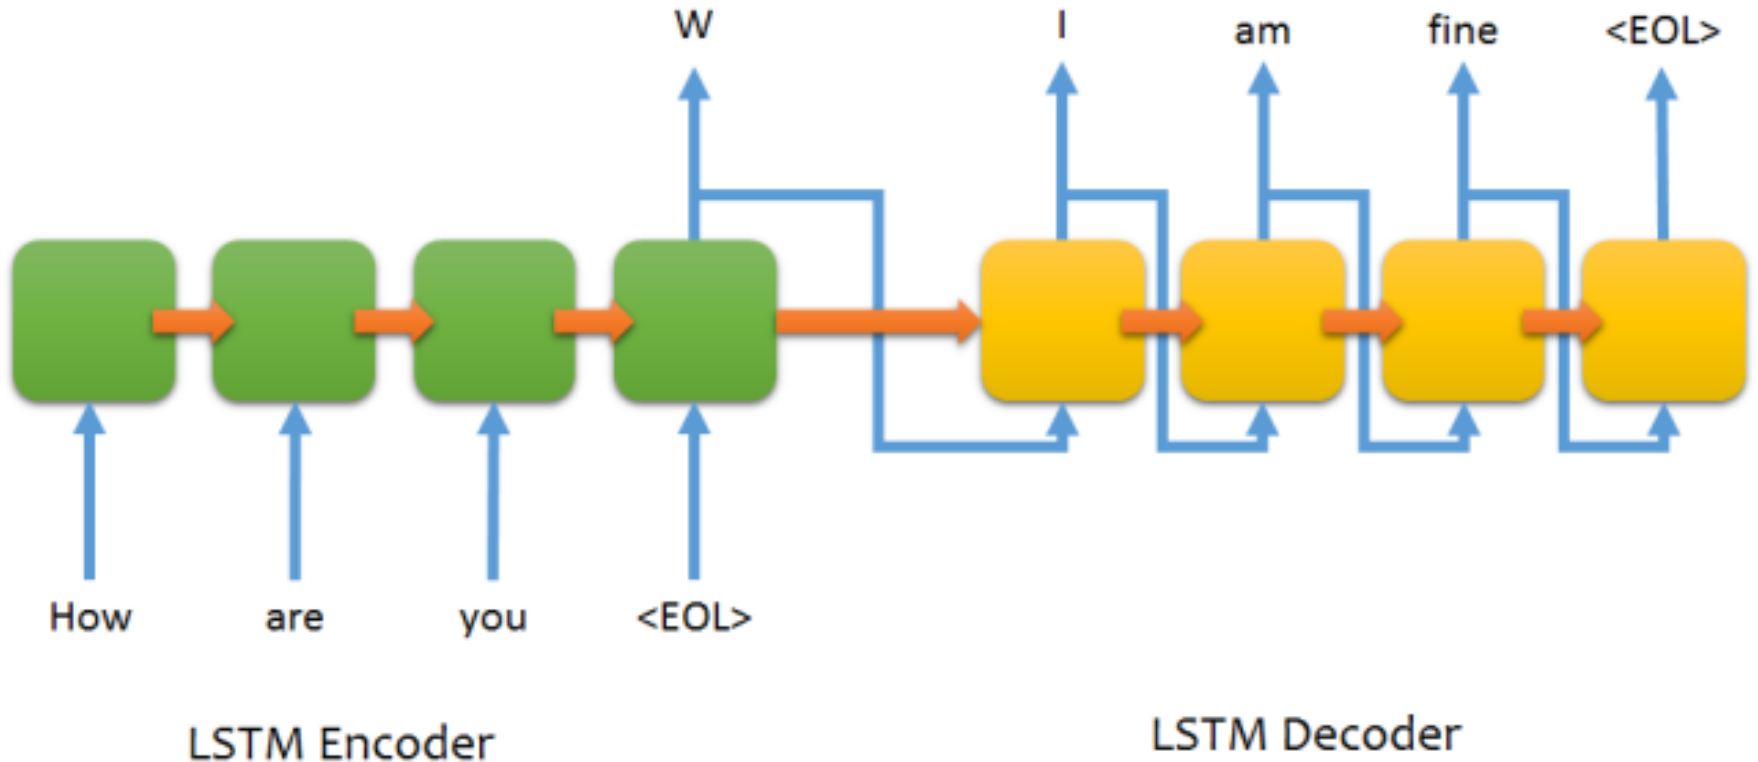 W I am fine <EOL>
How are you <EOL>
LSTM Encoder LSTM Decoder